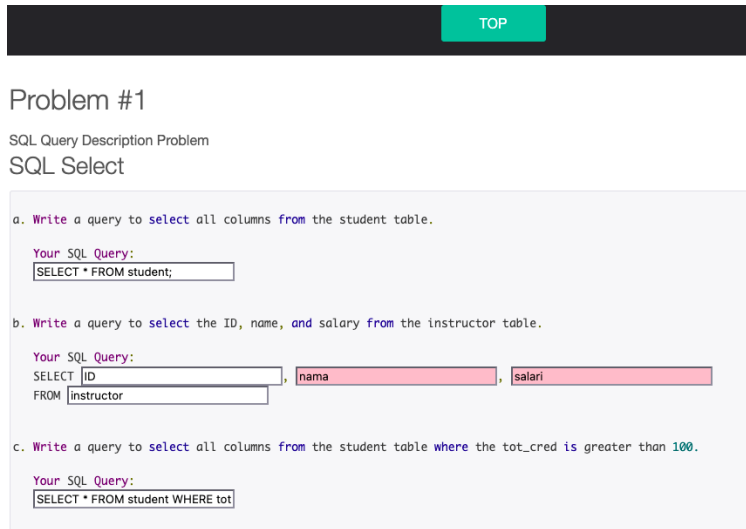 TOP
Problem #1
SQL Query Description Problem
SQL Select
a. Write a query to select all columns from the student table.
Your SQL Query:
SELECT * FROM student;
b. Write a query to select the ID, name, and salary from the instructor table.
Your SQL Query:
SELECT ID, nama, salari
FROM instructor
c. Write a query to select all columns from the student table where the tot_cred is greater than 100.
Your SQL Query:
SELECT * FROM student WHERE tot